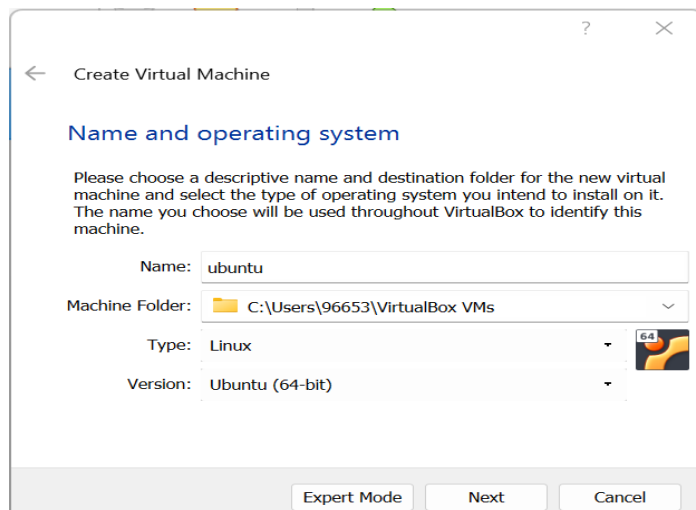 ?
Create Virtual Machine
Name and operating system
Please choose a descriptive name and destination folder for the new virtual
machine and select the type of operating system you intend to install on it.
The name you choose will be used throughout VirtualBox to identify this
machine.
Name: ubuntu
Machine Folder: C:\Users\96653\VirtualBox VMs
Type: Linux
64
Version: Ubuntu (64-bit)
Expert Mode Next Cancel